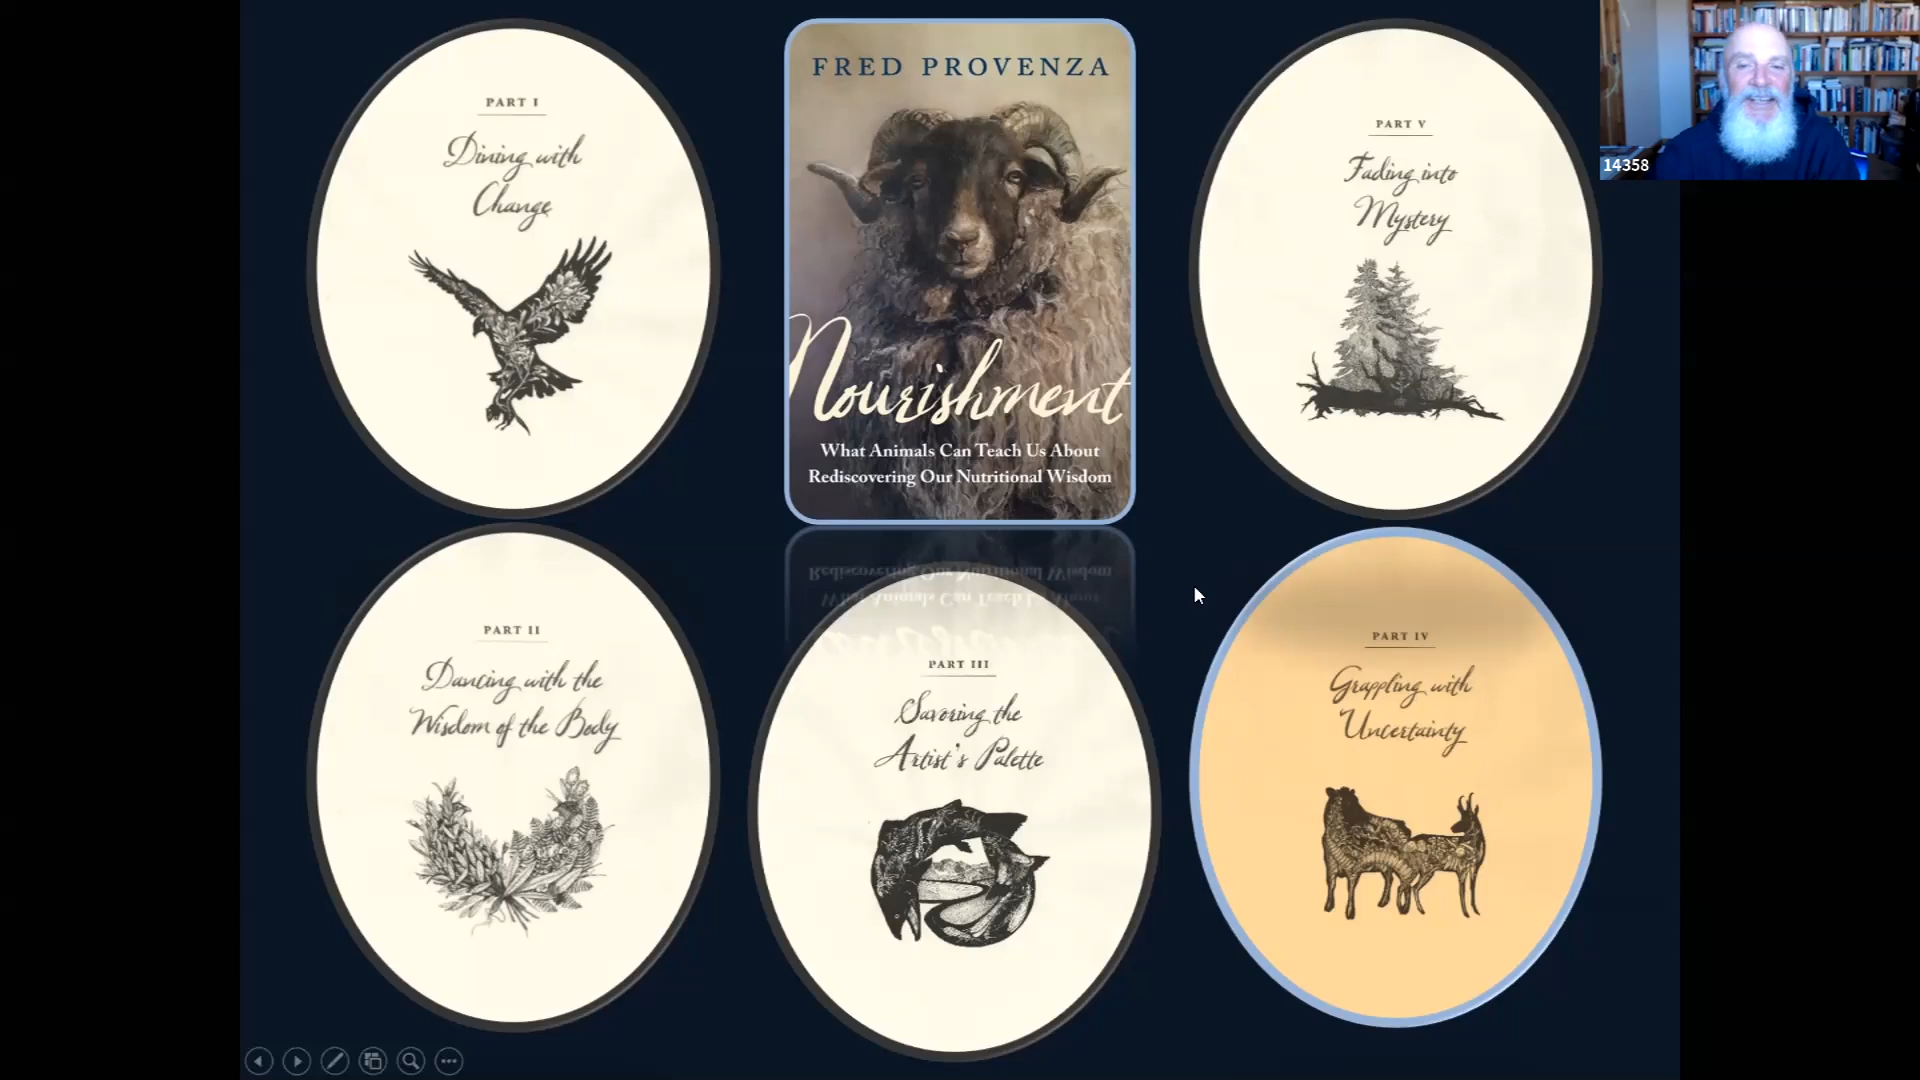 PART I
Dining with
Change
FRED PROVENZA
Nourishment
What Animals Can Teach Us About
Rediscovering Our Nutritional Wisdom
PART V
Fading into
Mystery
14358
PART II
Dancing with the
Wisdom of the Body
PART III
Savoring the
Artist's Palette
PART IV
Grappling with
Uncertainty